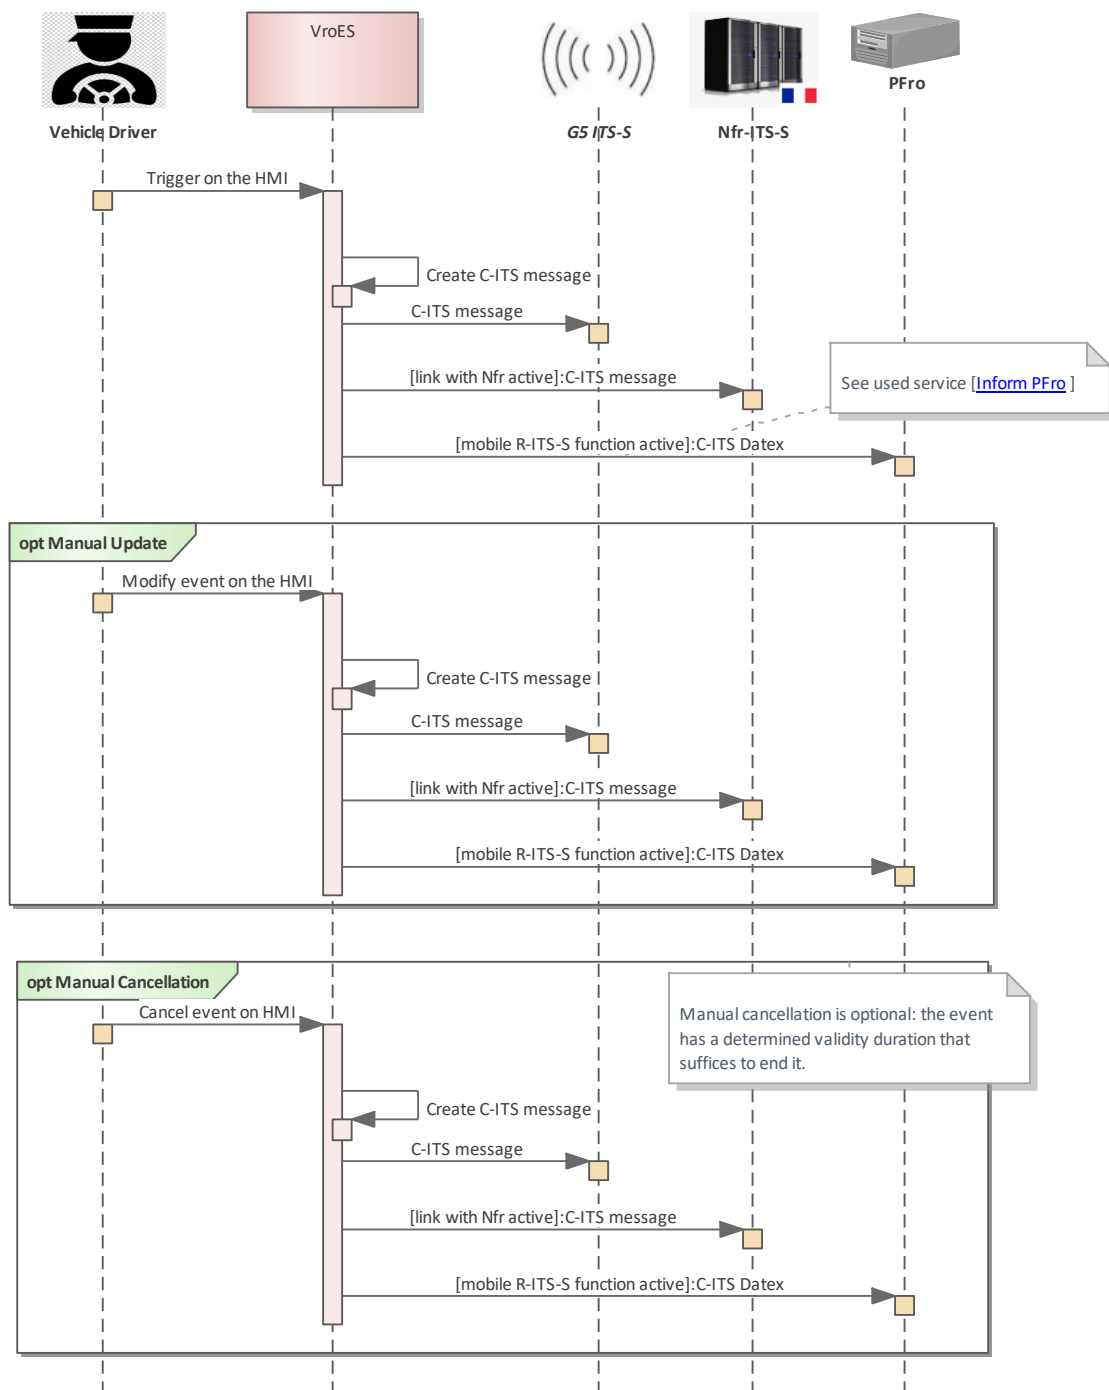 VroES
PFro
Vehicle Driver
G5 ITS-S
Nfr-ITS-S
Trigger on the HMI
Create C-ITS message
C-ITS message
[link with Nfr active]:C-ITS message
See used service [Inform PFro ]
[mobile R-ITS-S function active]:C-ITS Datex
opt Manual Update
Modify event on the HMI
Create C-ITS message
C-ITS message
[link with Nfr active]:C-ITS message
[mobile R-ITS-S function active]:C-ITS Datex
opt Manual Cancellation
Cancel event on HMI
Manual cancellation is optional: the event
has a determined validity duration that
suffices to end it.
Create C-ITS message
C-ITS message
[link with Nfr active]:C-ITS message
[mobile R-ITS-S function active]:C-ITS Datex